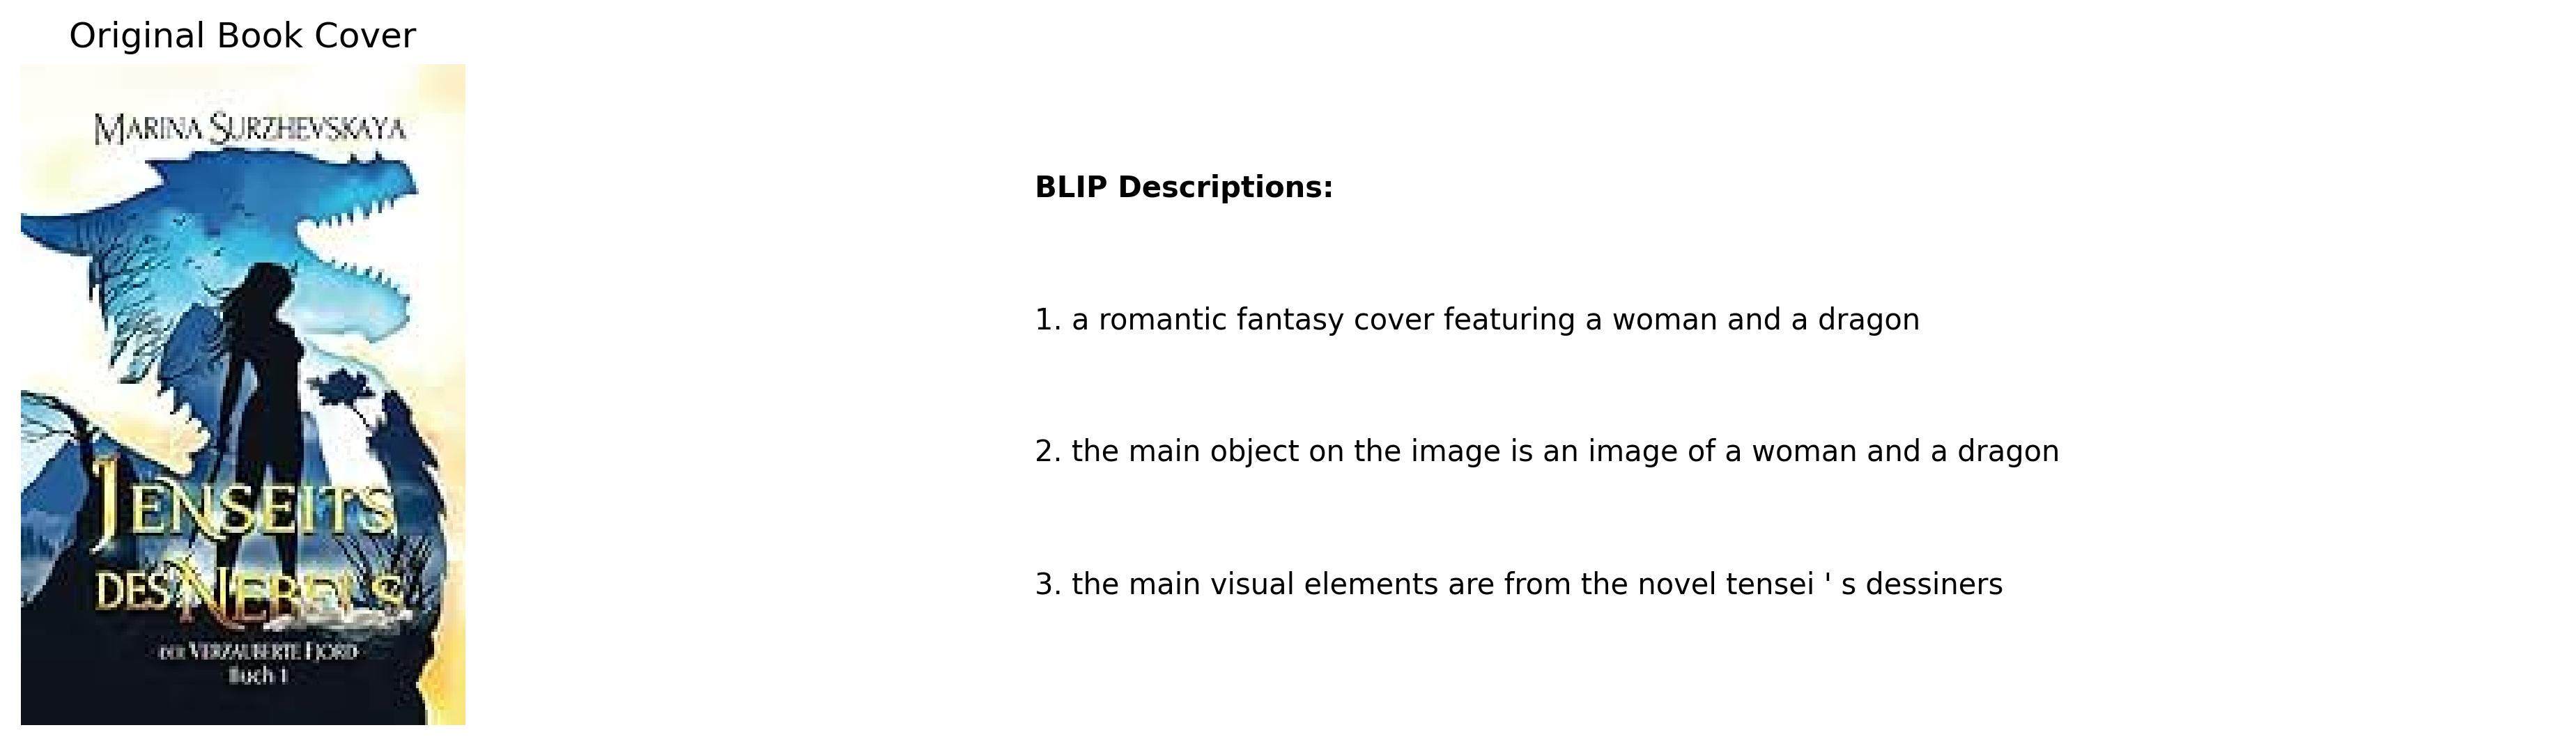 Original Book Cover
MARINA SURZHEVSKAYA
JENSEITS
DES NEBELS
DER VERZAUBERTE FJORD
Buch 1
BLIP Descriptions:
1. a romantic fantasy cover featuring a woman and a dragon
2. the main object on the image is an image of a woman and a dragon
3. the main visual elements are from the novel tensei ' s dessiners